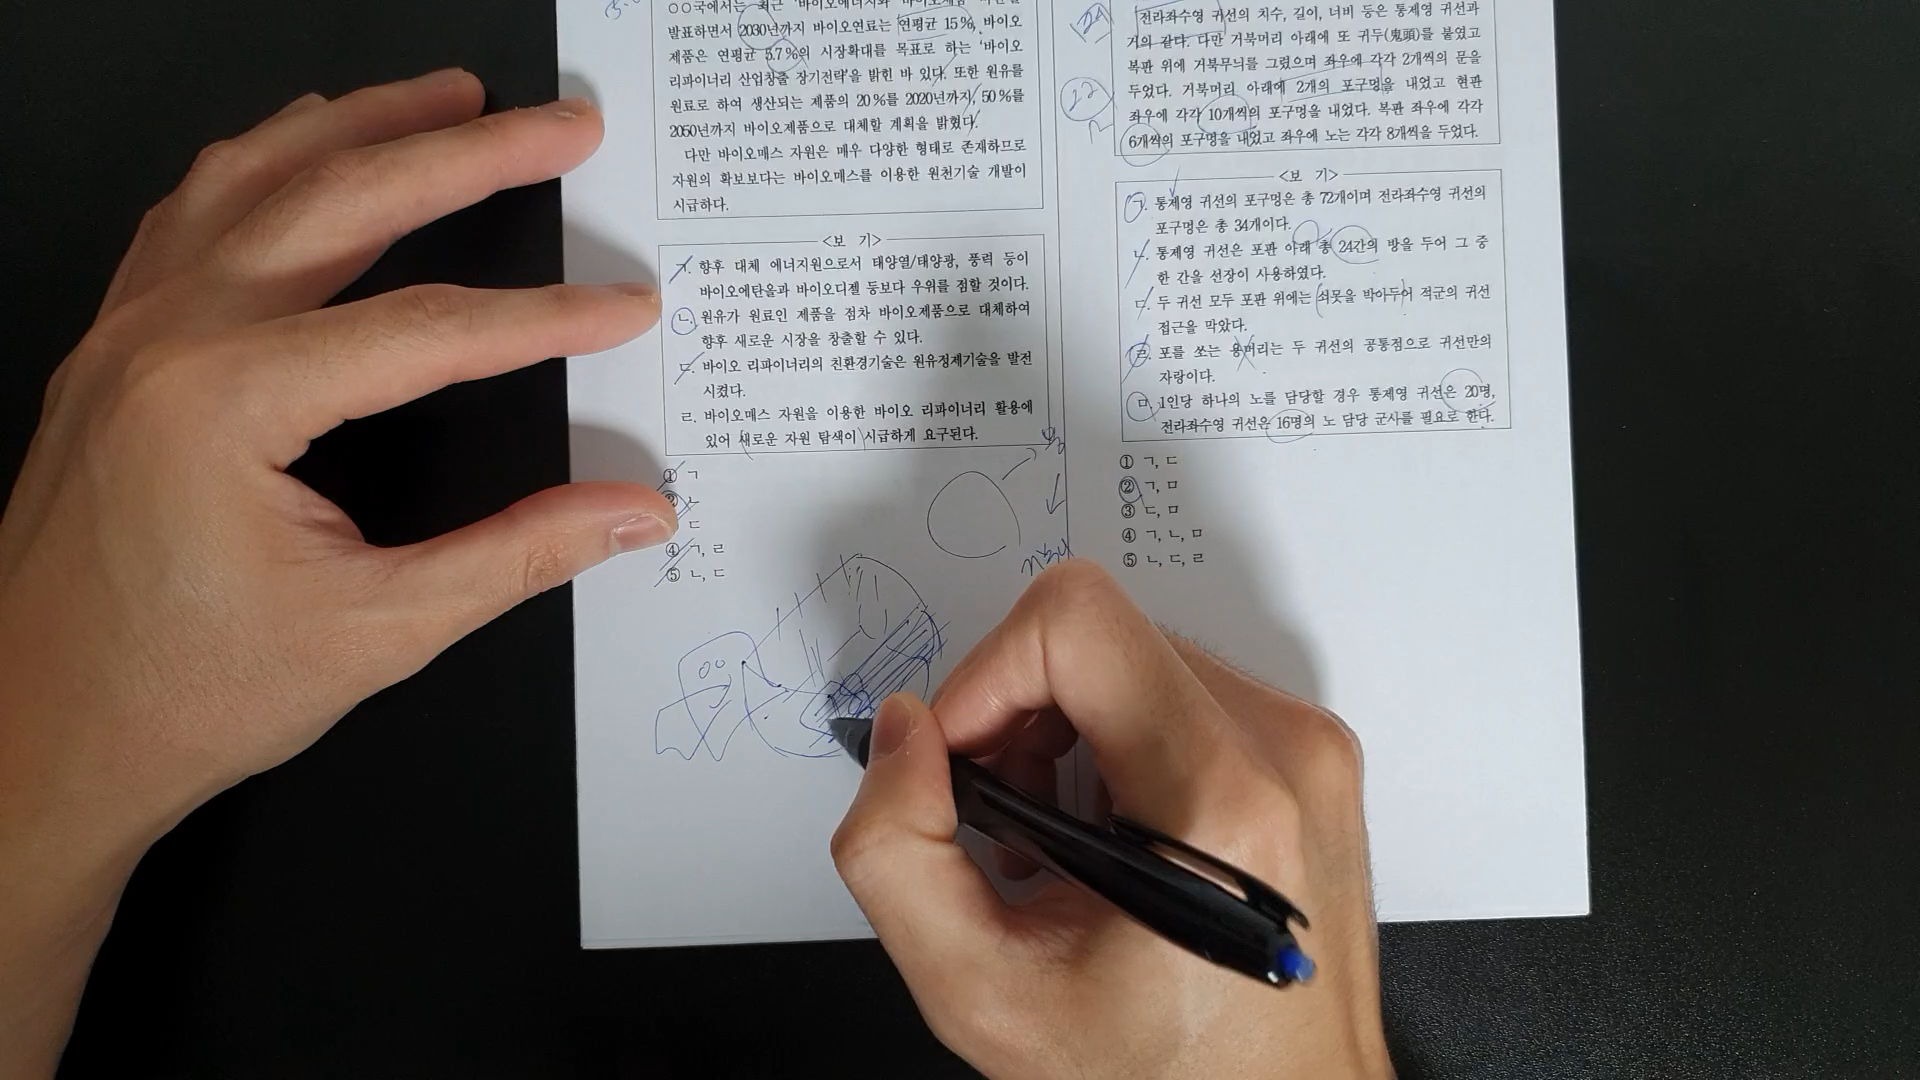 ○○국에서는 최근 '바이오에너지와
발표하면서 2030년까지 바이오연료는 연평균 15%, 바이오
제품은 연평균 5.7%의 시장확대를 목표로 하는 '바이오
리파이너리 산업창출 장기전략'을 밝힌 바 있다. 또한 원유를
원료로 하여 생산되는 제품의 20%를 2020년까지, 50%를
2050년까지 바이오제품으로 대체할 계획을 밝혔다.
다만 바이오매스 자원은 매우 다양한 형태로 존재하므로
자원의 확보보다는 바이오매스를 이용한 원천기술 개발이
시급하다.
<보 기>
ㄱ. 향후 대체 에너지원으로서 태양열/태양광, 풍력 등이
바이오에탄올과 바이오디젤 등보다 우위를 점할 것이다.
ㄴ. 원유가 원료인 제품을 점차 바이오제품으로 대체하여
향후 새로운 시장을 창출할 수 있다.
ㄷ. 바이오 리파이너리의 친환경기술은 원유정제기술을 발전
시켰다.
ㄹ. 바이오매스 자원을 이용한 바이오 리파이너리 활용에
있어 새로운 자원 탐색이 시급하게 요구된다.
① ㄱ
② ㄴ
ㄷ
④ ㄱ, ㄹ
⑤ ㄴ, ㄷ
전라좌수영 귀선의 치수, 길이, 너비 등은 통제영 귀선과
거의 같다. 다만 거북머리 아래에 또 귀두(鬼頭)를 붙였고
복판 위에 거북무늬를 그렸으며 좌우에 각각 2개씩의 문을
두었다. 거북머리 아래에 2개의 포구멍을 내었고 현판
좌우에 각각 10개씩의 포구멍을 내었다. 복판 좌우에 각각
6개씩의 포구멍을 내었고 좌우에 노는 각각 8개씩을 두었다.
22
<보 기>
ㄱ. 통제영 귀선의 포구멍은 총 72개이며 전라좌수영 귀선의
포구멍은 총 34개이다.
ㄴ. 통제영 귀선은 포판 아래 총 24간의 방을 두어 그 중
한 간을 선장이 사용하였다.
ㄷ. 두 귀선 모두 포판 위에는 쇠못을 박아두어 적군의 귀선
접근을 막았다.
ㄹ. 포를 쏘는 용머리는 두 귀선의 공통점으로 귀선만의
자랑이다.
ㅁ. 1인당 하나의 노를 담당할 경우 통제영 귀선은 20명,
전라좌수영 귀선은 16명의 노 담당 군사를 필요로 한다.
① ㄱ, ㄷ
② ㄱ, ㅁ
③ ㄷ, ㅁ
④ ㄱ, ㄴ, ㅁ
⑤ ㄴ, ㄷ, ㄹ